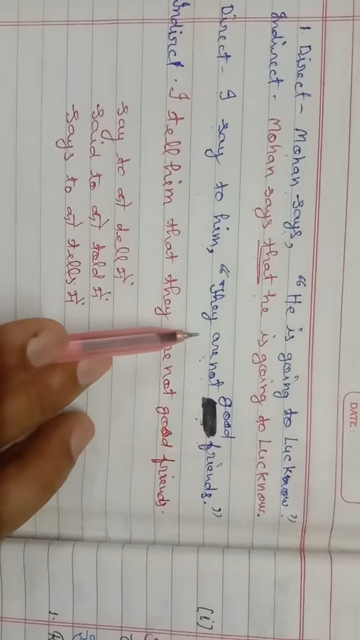 DATE
1. Direct - Mohan says, "He is going to Lucknow."
Indirect. Mohan says that he is going to Lucknow.
Direct - I say to him, "They are not good friends."
Indirect. I tell him that they are not good friends.
say to को tell में
said to को told में
says to को tells में
[i]
1.